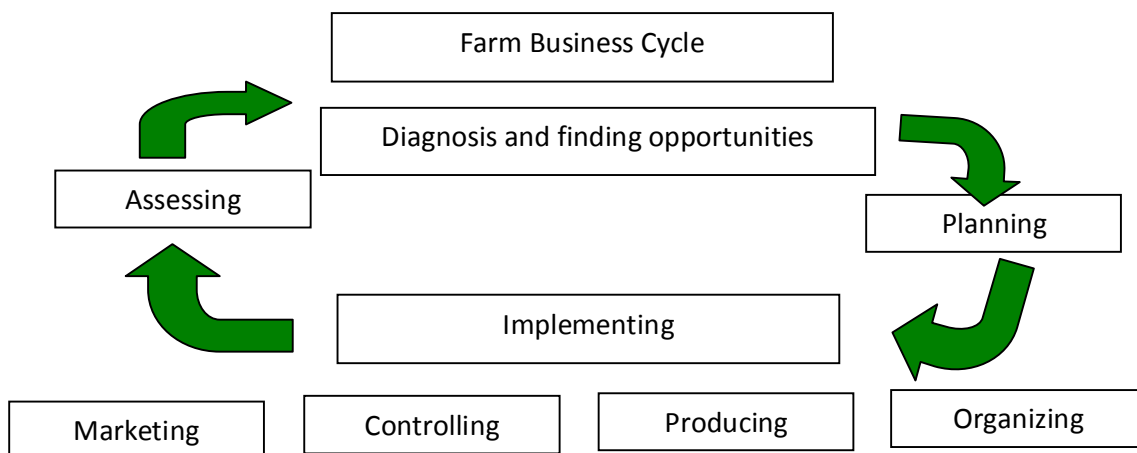 Farm Business Cycle
Diagnosis and finding opportunities
Assessing
Planning
Implementing
Marketing
Controlling
Producing
Organizing